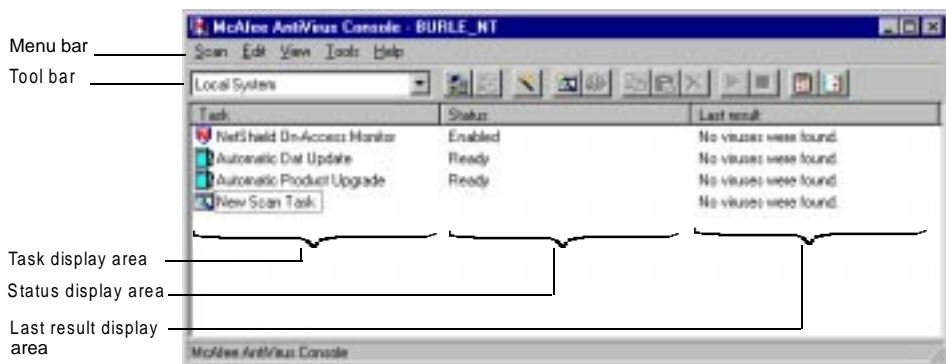 McAfee AntiVirus Console - BURLE_NT
Menu bar
Scan Edit View Tools Help
Tool bar
Local System
Task Status Last result
NetShield On-Access Monitor Enabled No viruses were found.
Automatic Dat Update Ready No viruses were found.
Automatic Product Upgrade Ready No viruses were found.
New Scan Task No viruses were found.
Task display area
Status display area
Last result display
area
McAfee AntiVirus Console